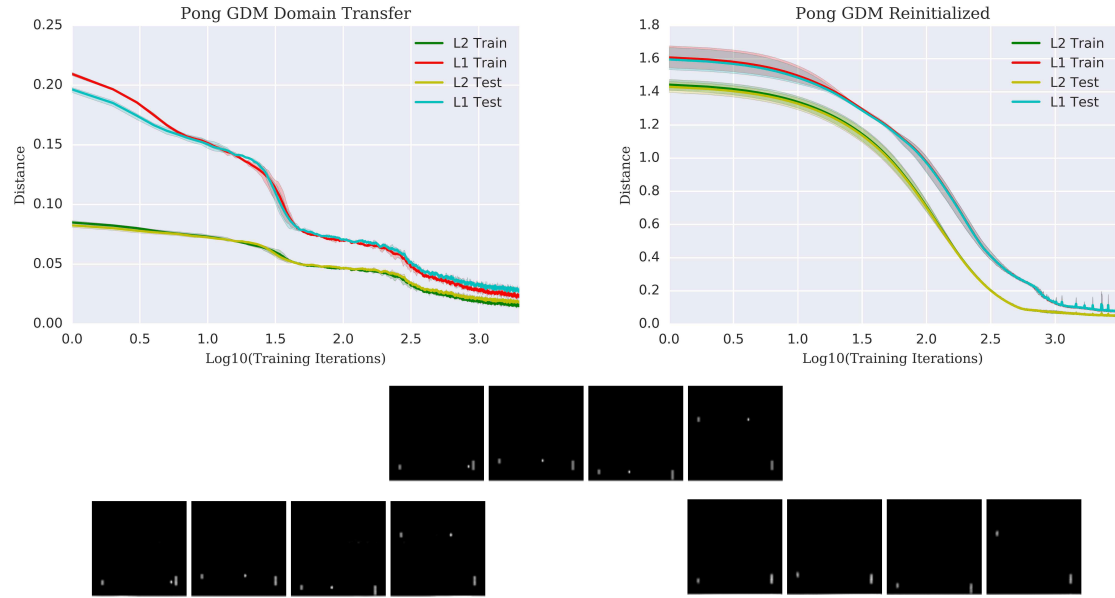 Pong GDM Domain Transfer
0.25
0.20
0.15
0.10
0.05
0.00
Distance
L2 Train
L1 Train
L2 Test
L1 Test
0.0 0.5 1.0 1.5 2.0 2.5 3.0
Log10(Training Iterations)
Pong GDM Reinitialized
1.8
1.6
1.4
1.2
1.0
0.8
0.6
0.4
0.2
0.0
Distance
L2 Train
L1 Train
L2 Test
L1 Test
0.0 0.5 1.0 1.5 2.0 2.5 3.0
Log10(Training Iterations)